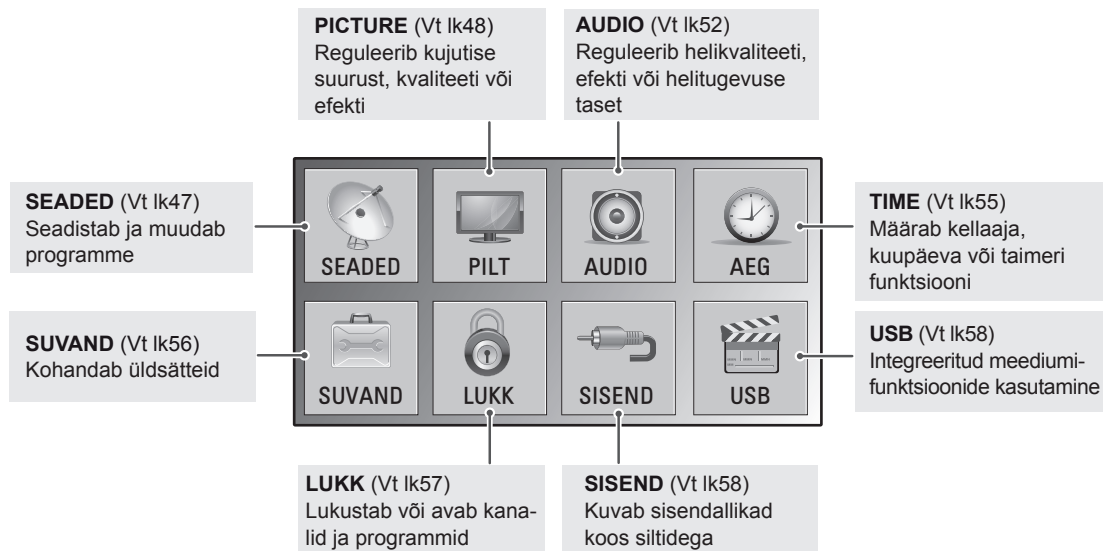 PICTURE (Vt lk48)
Reguleerib kujutise
suurust, kvaliteeti või
efekti
AUDIO (Vt lk52)
Reguleerib helikvaliteeti,
efekti või helitugevuse
taset
SEADED (Vt lk47)
Seadistab ja muudab
programme
SUVAND (Vt lk56)
Kohandab üldsätteid
SEADED
PILT
AUDIO
AEG
SUVAND
LUKK
SISEND
USB
TIME (Vt lk55)
Määrab kellaaja,
kuupäeva või taimeri
funktsiooni
USB (Vt lk58)
Integreeritud meediumi-
funktsioonide kasutamine
LUKK (Vt lk57)
Lukustab või avab kana-
lid ja programmid
SISEND (Vt lk58)
Kuvab sisendallikad
koos siltidega